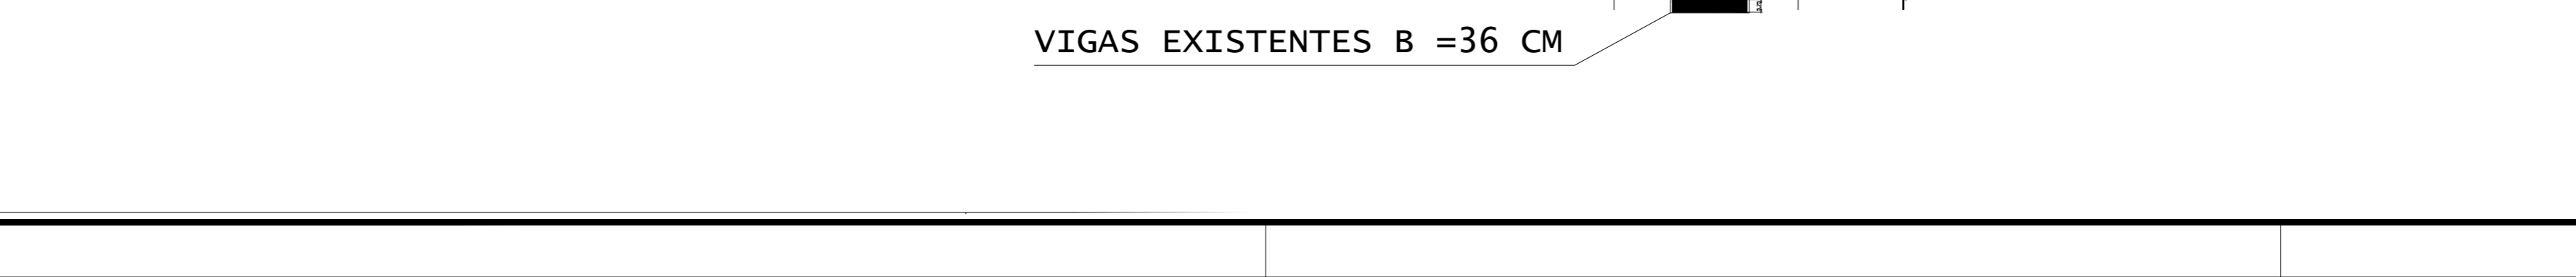 VIGAS EXISTENTES B =36 CM